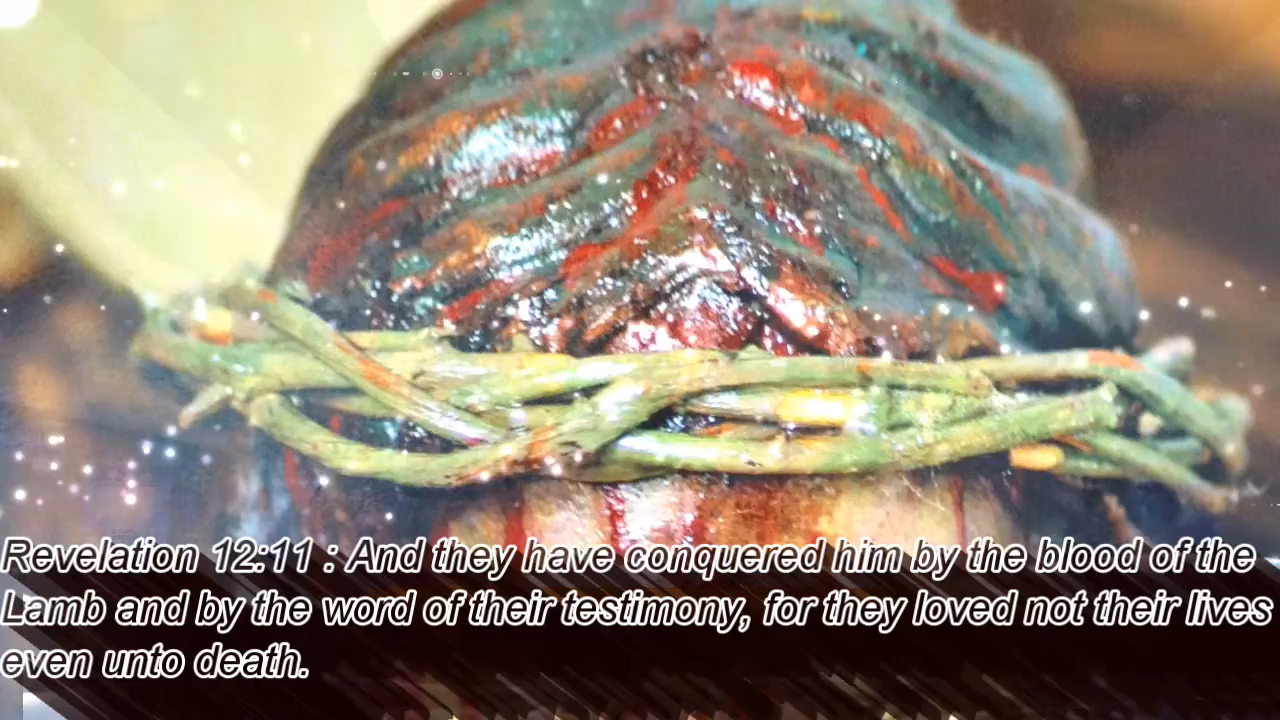 Revelation 12:11 : And they have conquered him by the blood of the
Lamb and by the word of their testimony, for they loved not their lives
even unto death.